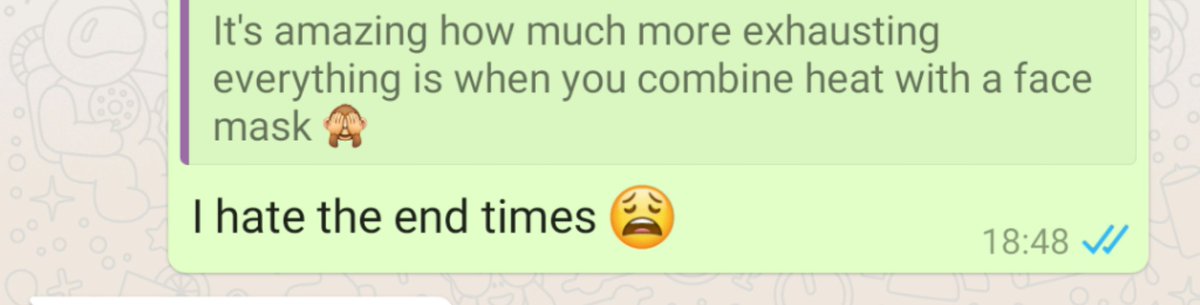 It's amazing how much more exhausting
everything is when you combine heat with a face
mask 🙈
I hate the end times 😩
18:48